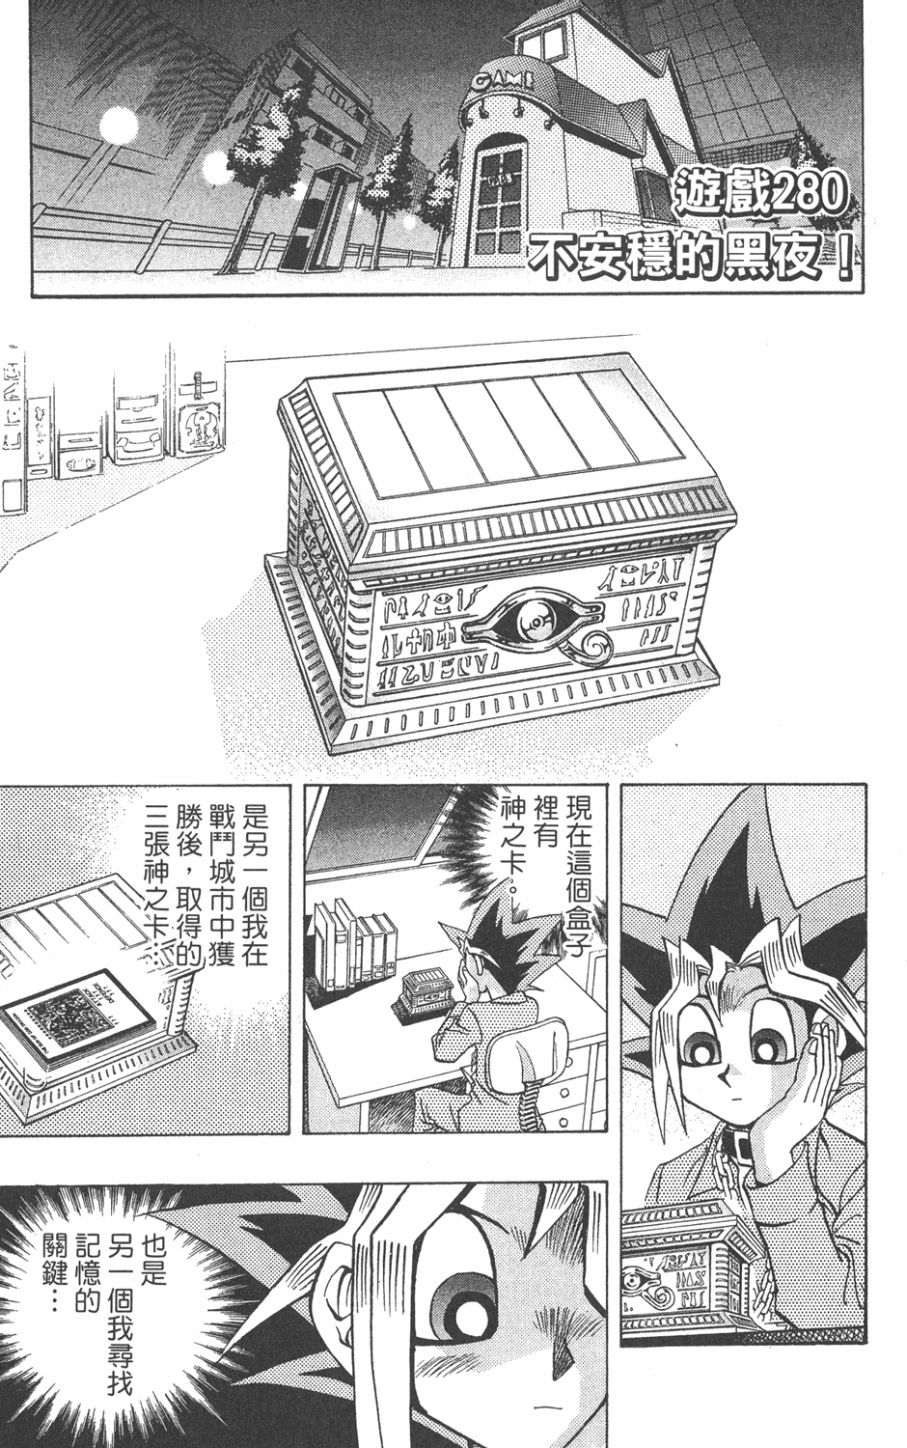 GAME
遊戲280
不安穩的黑夜！
現在這個盒子
裡有
神之卡。
是另一個我在
戰鬥城市中獲
勝後，取得的
三張神之卡…
也是
另一個我尋找
記憶的
關鍵…